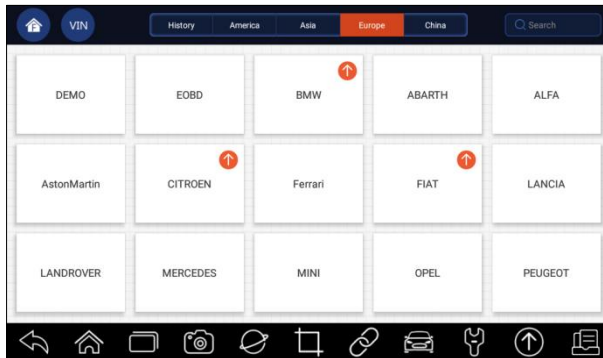 VIN
History America Asia Europe China
Search
DEMO EOBD BMW ABARTH ALFA
AstonMartin CITROEN Ferrari FIAT LANCIA
LANDROVER MERCEDES MINI OPEL PEUGEOT